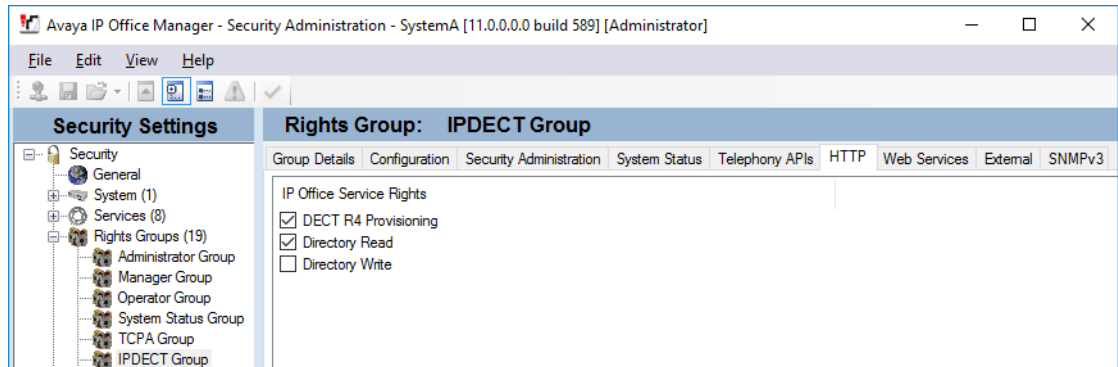 Avaya IP Office Manager - Security Administration - SystemA [11.0.0.0.0 build 589] [Administrator]
File Edit View Help
Security Settings
Rights Group: IPDECT Group
Security
General
System (1)
Services (8)
Rights Groups (19)
Administrator Group
Manager Group
Operator Group
System Status Group
TCPA Group
IPDECT Group
Group Details Configuration Security Administration System Status Telephony APIs HTTP Web Services External SNMPv3
IP Office Service Rights
DECT R4 Provisioning
Directory Read
Directory Write